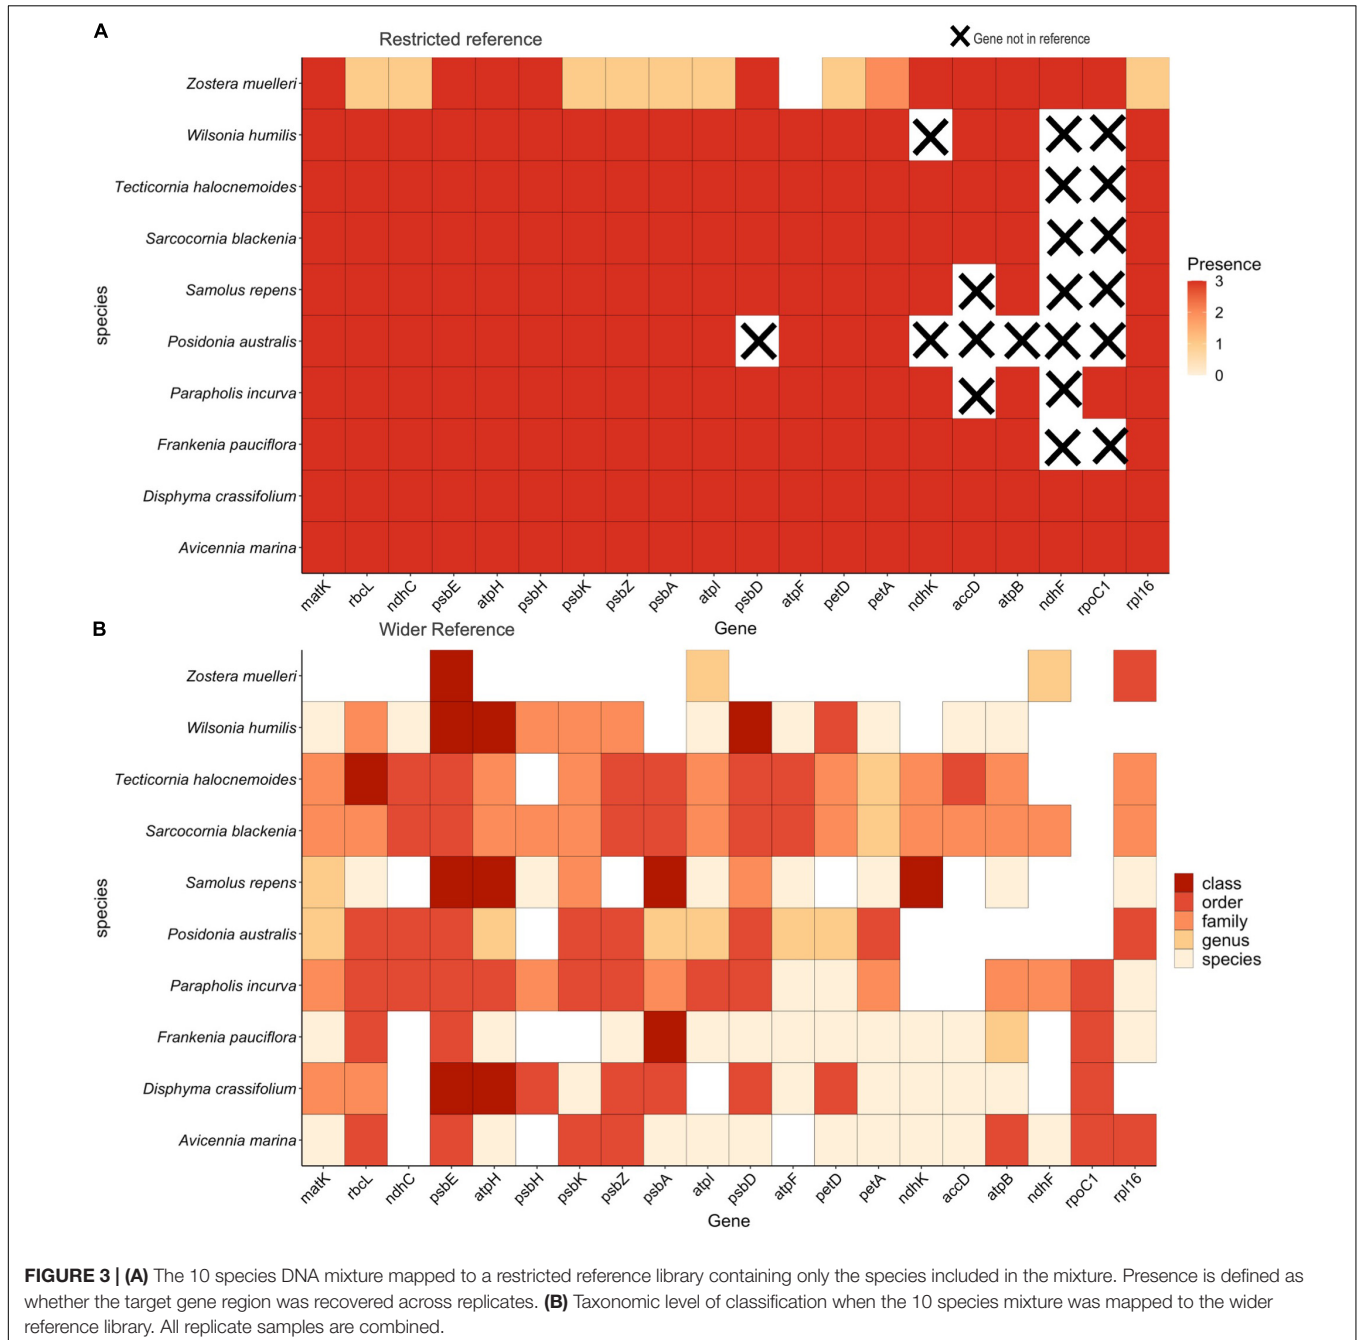 A
Restricted reference
Gene not in reference
Zostera muelleri
Wilsonia humilis
Tecticornia halocnemoides
Sarcocornia blackenia
Samolus repens
Posidonia australis
Parapholis incurva
Frankenia pauciflora
Disphyma crassifolium
Avicennia marina
species
Presence
3
2
1
0
matK rbcL ndhC psbE atpH psbH psbK psbZ psbA atpI psbD atpF petD petA ndhK accD atpB ndhF rpoC1 rpl16
Gene
B
Wider Reference
Zostera muelleri
Wilsonia humilis
Tecticornia halocnemoides
Sarcocornia blackenia
Samolus repens
Posidonia australis
Parapholis incurva
Frankenia pauciflora
Disphyma crassifolium
Avicennia marina
species
class
order
family
genus
species
matK rbcL ndhC psbE atpH psbH psbK psbZ psbA atpI psbD atpF petD petA ndhK accD atpB ndhF rpoC1 rpl16
Gene
FIGURE 3 | (A) The 10 species DNA mixture mapped to a restricted reference library containing only the species included in the mixture. Presence is defined as
whether the target gene region was recovered across replicates. (B) Taxonomic level of classification when the 10 species mixture was mapped to the wider
reference library. All replicate samples are combined.